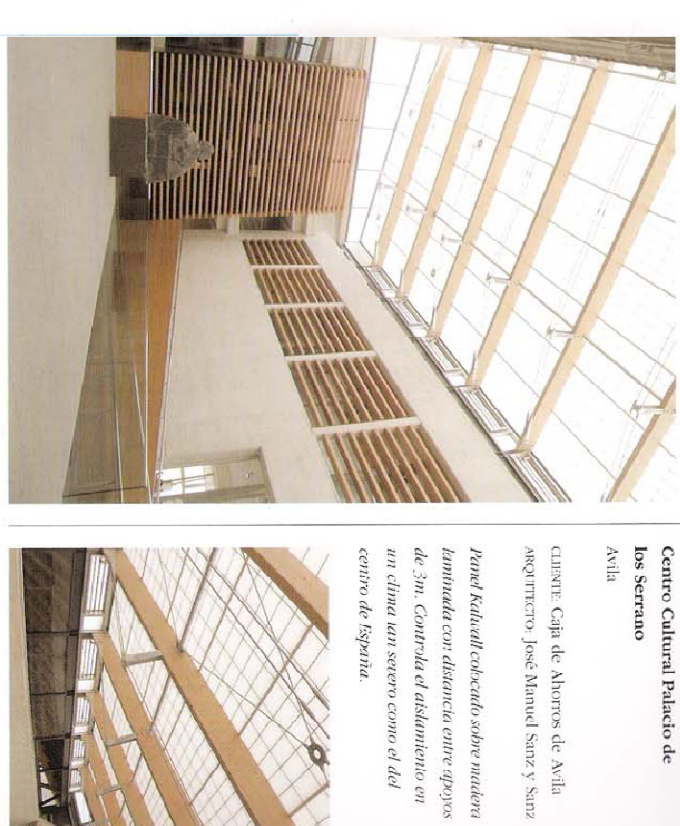 Centro Cultural Palacio de
los Serrano
Avila
CLIENTE: Caja de Ahorros de Avila
ARQUITECTO: José Manuel Sanz y Sanz
Panel Kalwall colocado sobre madera
laminada con distancia entre apoyos
de 3m. Controla el aislamiento en
un clima tan severo como el del
centro de España.